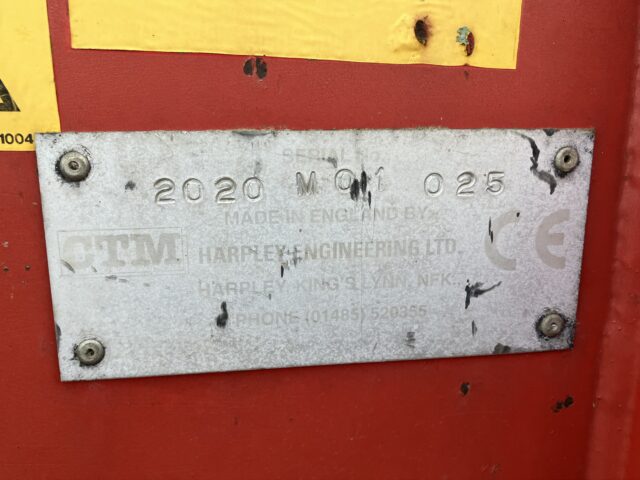 1004
SERIAL
2020 M 011 025
MADE IN ENGLAND BY
CTM
HARPLEY ENGINEERING LTD
CE
HARPLEY KING'S LYNN, NFK.
PHONE (01485) 520355